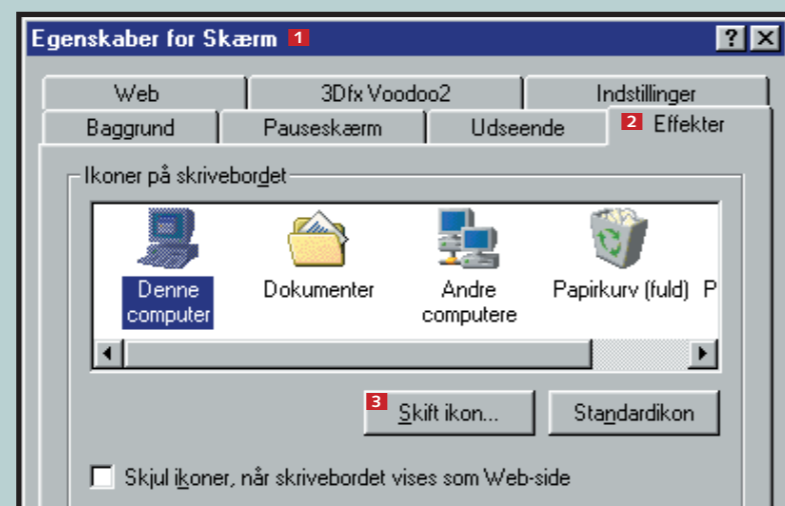 Egenskaber for Skærm 1
Web 3Dfx Voodoo2 Indstillinger
Baggrund Pauseskærm Udseende 2 Effekter
Ikoner på skrivebordet
Denne Dokumenter Andre Papirkurv (fuld) P
computer computere
3 Skift ikon... Standardikon
Skjul ikoner, når skrivebordet vises som Web-side